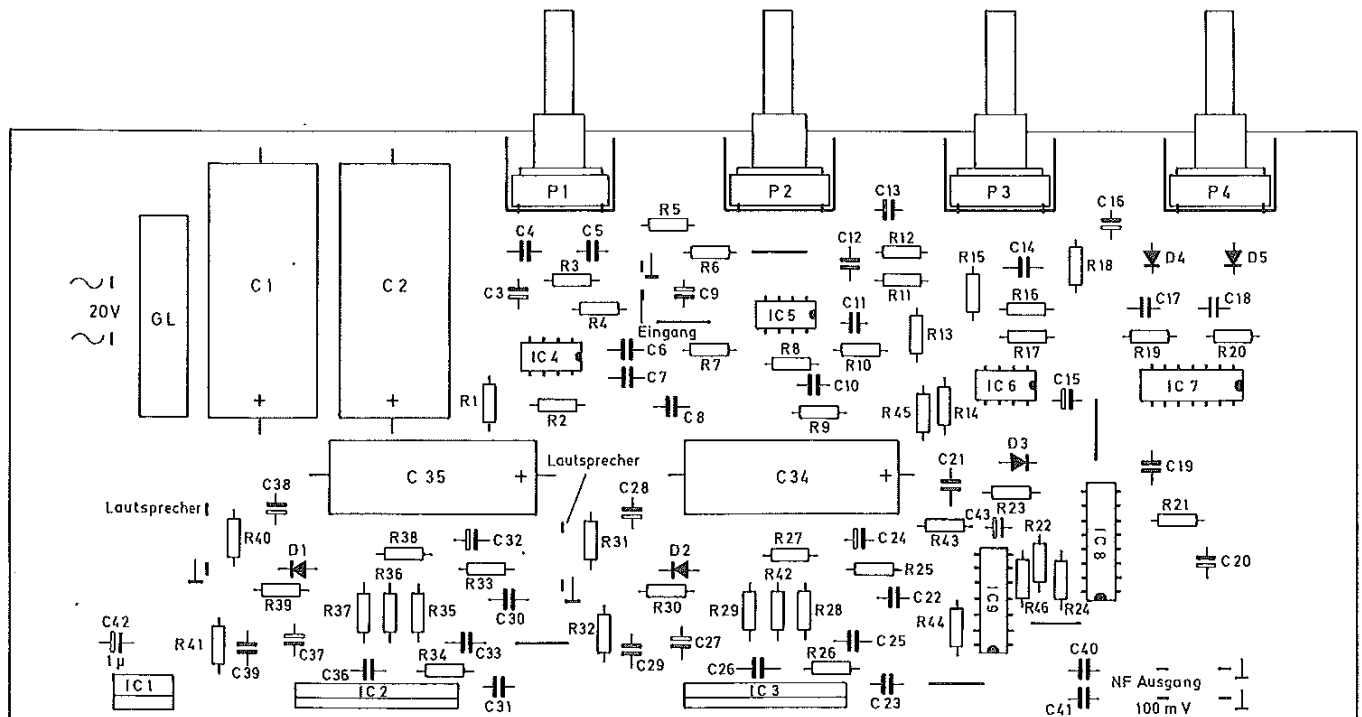 P1
P2
P3
P4
C13
C16
R5
C4
C5
R6
C12
R12
R15
C14
R18
D4
D5
R3
C1
C2
C3
C9
R11
20V
GL
R4
Eingang
IC5
C11
R13
R16
C17
C18
IC4
C6
R7
R8
R10
R17
R19
R20
C7
C10
IC6
C15
IC7
+
+
R1
R2
C8
R9
R45
R14
Lautsprecher
D3
C35
+
C34
+
C21
C19
C38
C28
R23
Lautsprecher
R40
R38
C32
R31
R27
C24
R43
C43
R22
IC8
R21
D1
R33
D2
R25
C20
R39
R36
R30
R42
IC9
R46
R24
R37
R35
C30
R29
R28
C22
R44
C42
1µ
R41
C39
C37
R34
C33
R32
C29
C27
R26
C25
C36
C26
C40
IC1
IC2
C31
IC3
C23
C41
NF Ausgang
100mV